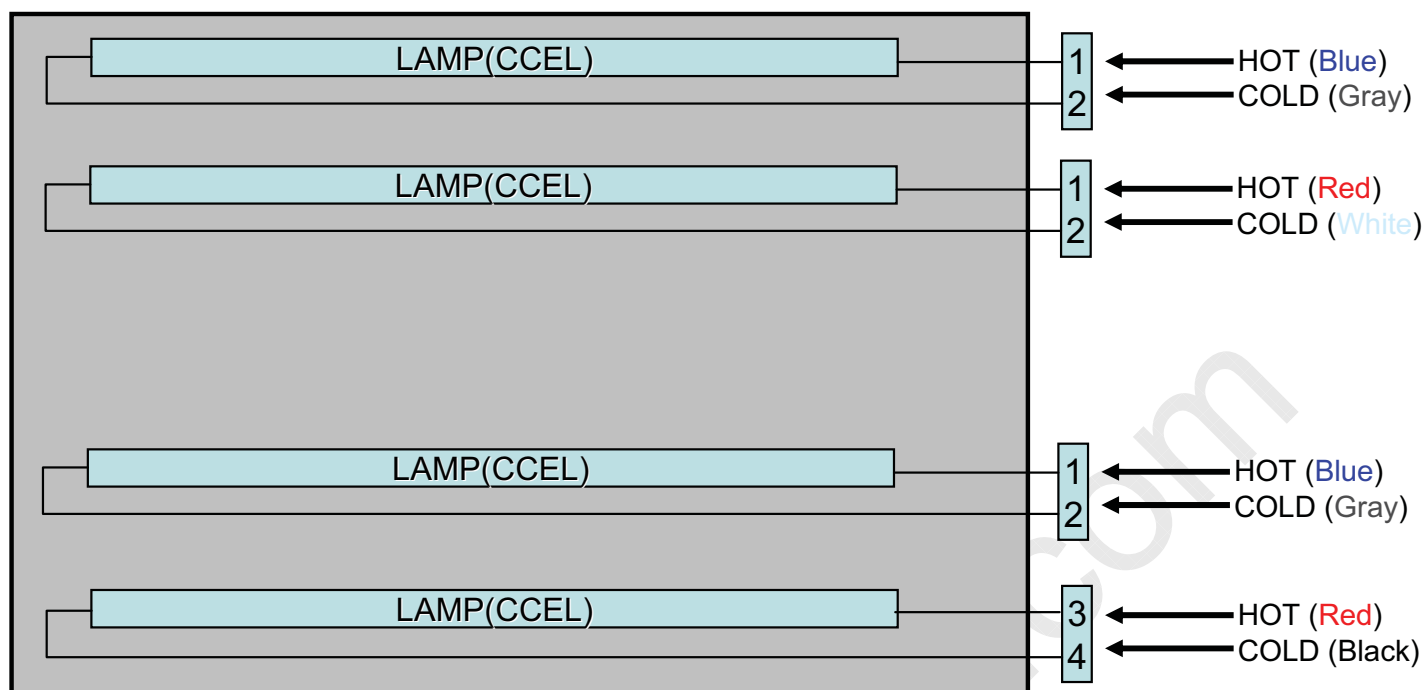 LAMP(CCEL)
1 HOT (Blue)
2 COLD (Gray)
LAMP(CCEL)
1 HOT (Red)
2 COLD (White)
LAMP(CCEL)
1 HOT (Blue)
2 COLD (Gray)
LAMP(CCEL)
3 HOT (Red)
4 COLD (Black)
com